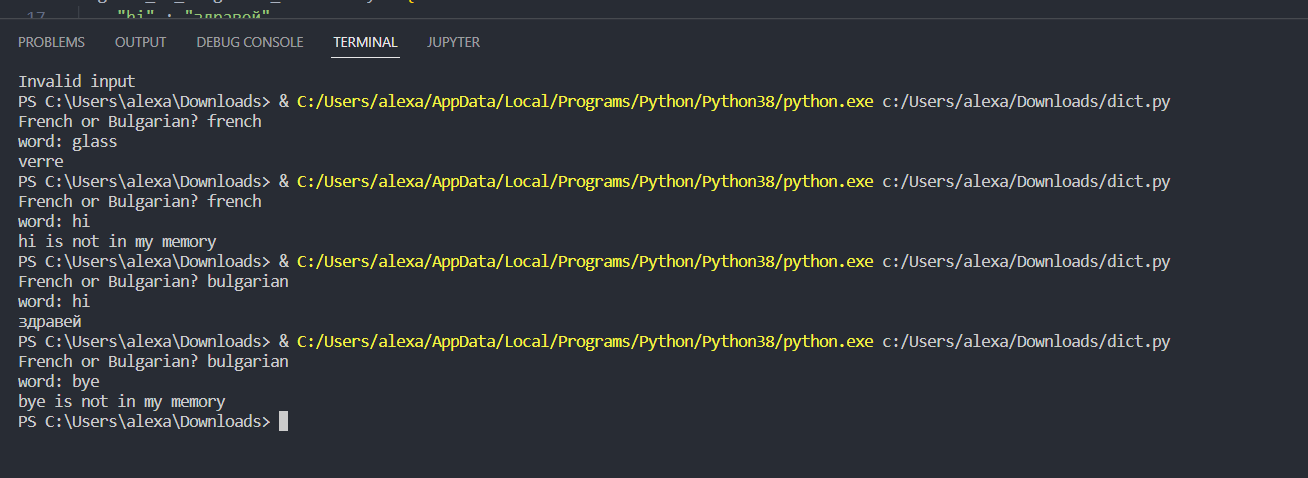 17 "hi" : "здравей"
PROBLEMS OUTPUT DEBUG CONSOLE TERMINAL JUPYTER
Invalid input
PS C:\Users\alexa\Downloads> & C:/Users/alexa/AppData/Local/Programs/Python/Python38/python.exe c:/Users/alexa/Downloads/dict.py
French or Bulgarian? french
word: glass
verre
PS C:\Users\alexa\Downloads> & C:/Users/alexa/AppData/Local/Programs/Python/Python38/python.exe c:/Users/alexa/Downloads/dict.py
French or Bulgarian? french
word: hi
hi is not in my memory
PS C:\Users\alexa\Downloads> & C:/Users/alexa/AppData/Local/Programs/Python/Python38/python.exe c:/Users/alexa/Downloads/dict.py
French or Bulgarian? bulgarian
word: hi
здравей
PS C:\Users\alexa\Downloads> & C:/Users/alexa/AppData/Local/Programs/Python/Python38/python.exe c:/Users/alexa/Downloads/dict.py
French or Bulgarian? bulgarian
word: bye
bye is not in my memory
PS C:\Users\alexa\Downloads>